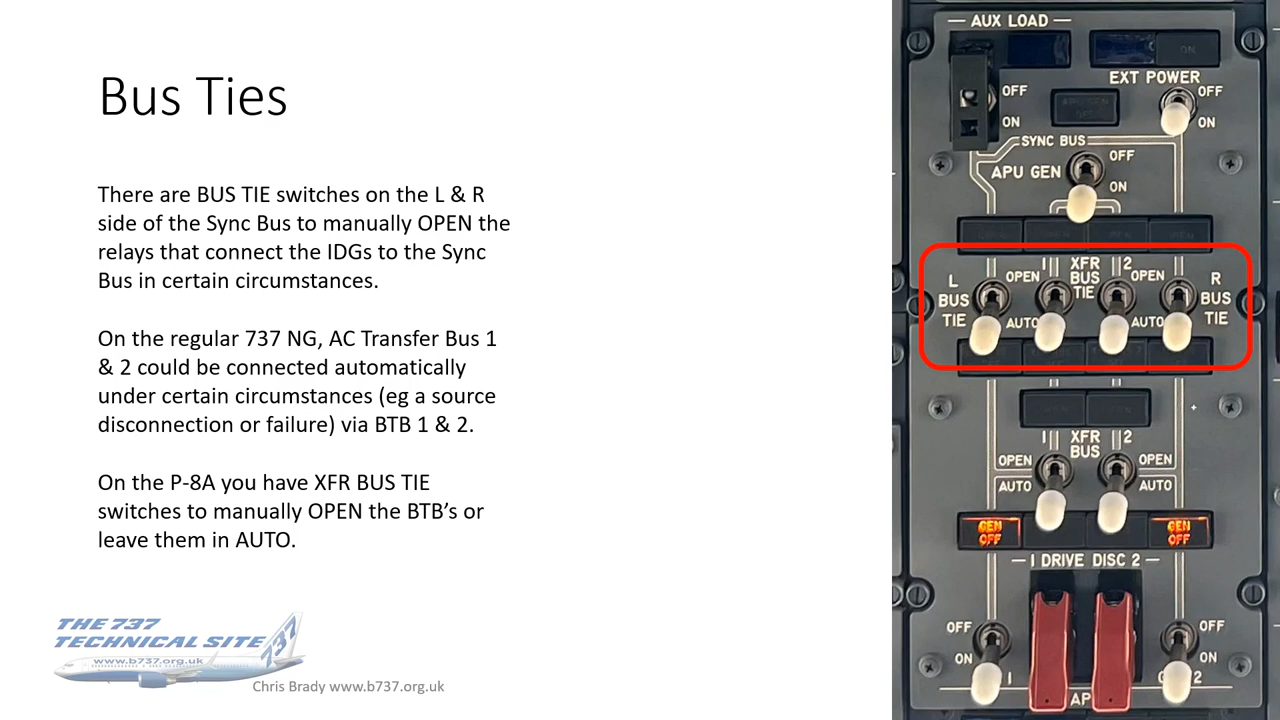 Bus Ties
There are BUS TIE switches on the L & R
side of the Sync Bus to manually OPEN the
relays that connect the IDGs to the Sync
Bus in certain circumstances.
On the regular 737 NG, AC Transfer Bus 1
& 2 could be connected automatically
under certain circumstances (eg a source
disconnection or failure) via BTB 1 & 2.
On the P-8A you have XFR BUS TIE
switches to manually OPEN the BTB's or
leave them in AUTO.
THE 737
TECHNICAL SITE
737
www.b737.org.uk
Chris Brady www.b737.org.uk
AUX LOAD
ON
EXT POWER
OFF
OFF
APU GEN
ON
ON
SYNC BUS
OFF
APU GEN
ON
1 XFR 2
OPEN BUS OPEN
TIE
L
BUS
TIE
R
BUS
TIE
AUTO AUTO
1 XFR 2
BUS
OPEN OPEN
AUTO AUTO
GEN
OFF
GEN
OFF
1 DRIVE DISC 2
OFF OFF
ON ON
1
2